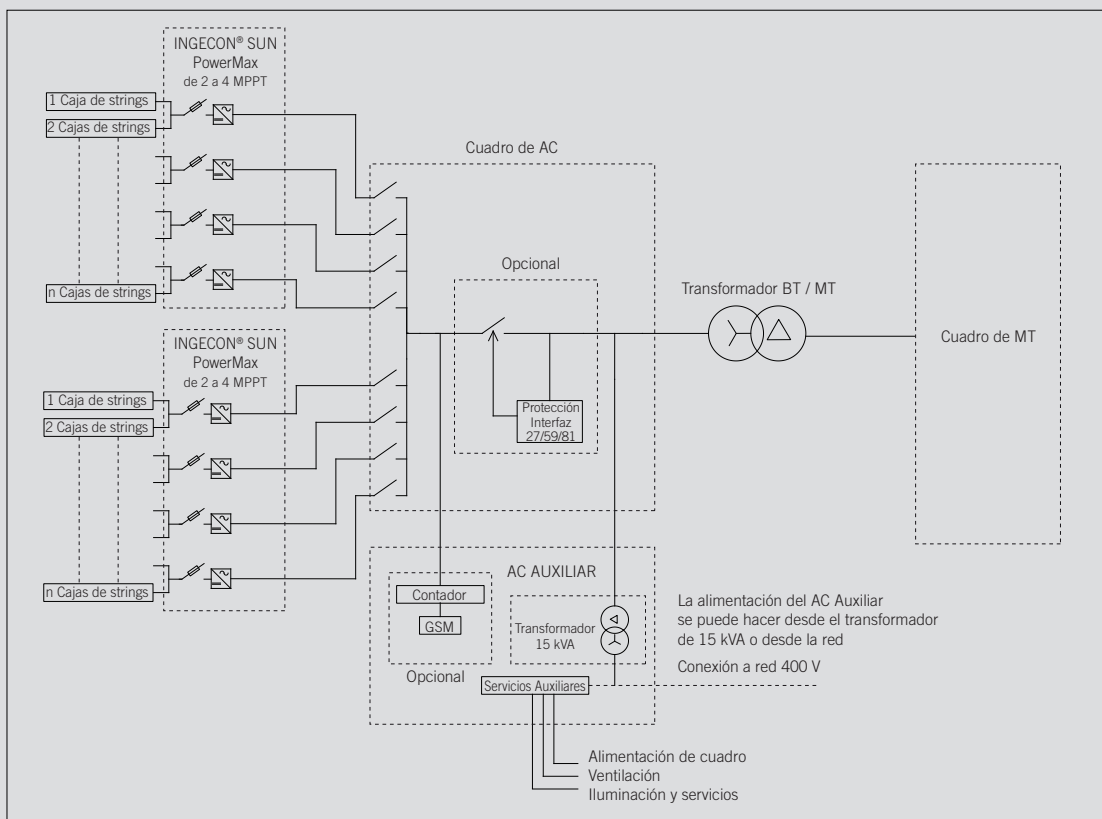 INGECON® SUN
PowerMax
de 2 a 4 MPPT
1 Caja de strings
2 Cajas de strings
n Cajas de strings
INGECON® SUN
PowerMax
de 2 a 4 MPPT
1 Caja de strings
2 Cajas de strings
n Cajas de strings
Cuadro de AC
Opcional
Protección
Interfaz
27/59/81
Transformador BT / MT
Cuadro de MT
AC AUXILIAR
Contador
GSM
Opcional
Transformador
15 kVA
Servicios Auxiliares
La alimentación del AC Auxiliar
se puede hacer desde el transformador
de 15 kVA o desde la red
Conexión a red 400 V
Alimentación de cuadro
Ventilación
Iluminación y servicios